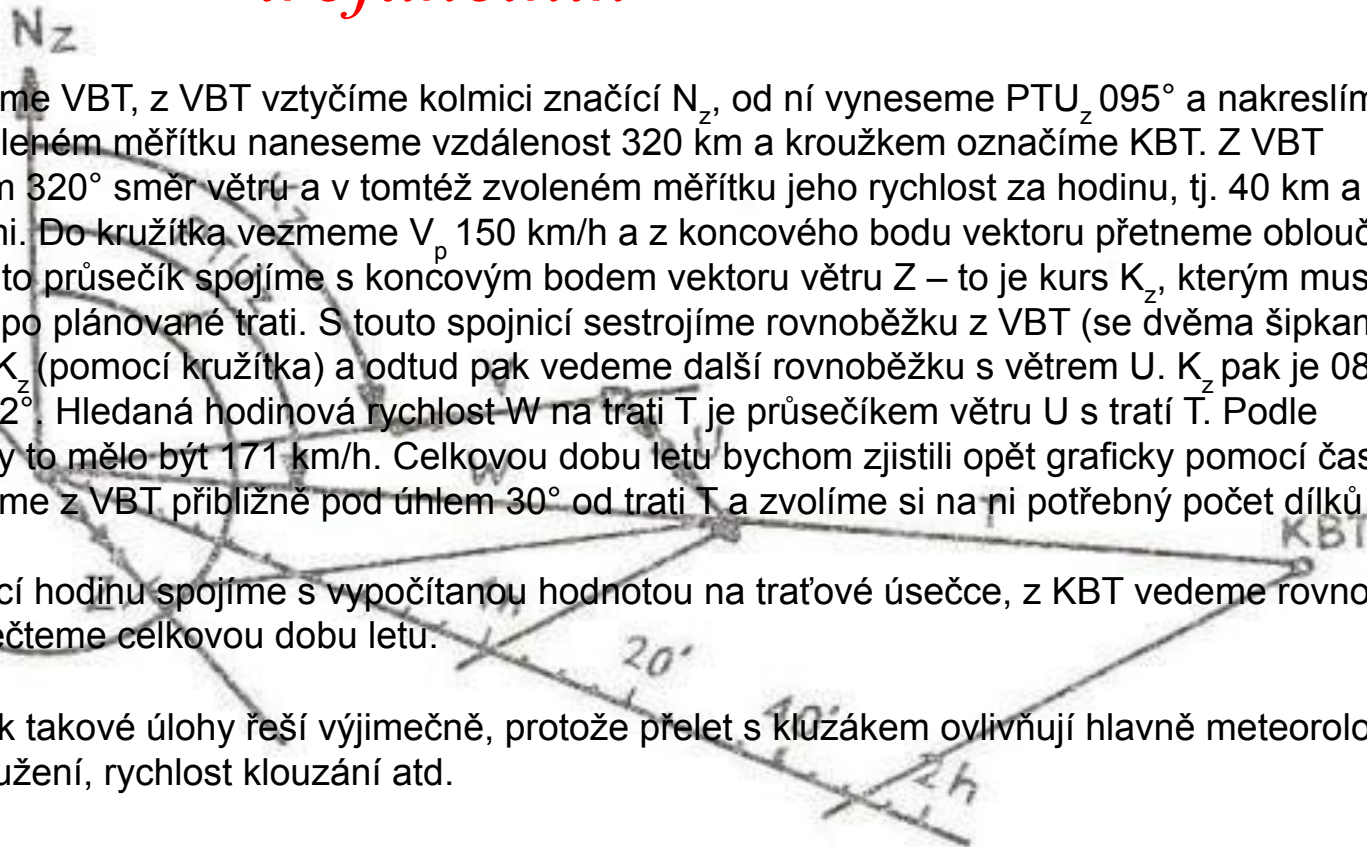 Nz
me VBT, z VBT vztyčíme kolmici značící Nz, od ní vyneseme PTUz 095° a nakreslím
leném měřítku naneseme vzdálenost 320 km a kroužkem označíme KBT. Z VBT
m 320° směr větru a v tomtéž zvoleném měřítku jeho rychlost za hodinu, tj. 40 km a
ni. Do kružítka vezmeme Vp 150 km/h a z koncového bodu vektoru přetneme oblouč
to průsečík spojíme s koncovým bodem vektoru větru Z – to je kurs Kz, kterým mus
po plánované trati. S touto spojnicí sestrojíme rovnoběžku z VBT (se dvěma šipkan
Kz (pomocí kružítka) a odtud pak vedeme další rovnoběžku s větrem U. Kz pak je 08
2°. Hledaná hodinová rychlost W na trati T je průsečíkem větru U s tratí T. Podle
y to mělo být 171 km/h. Celkovou dobu letu bychom zjistili opět graficky pomocí čas
me z VBT přibližně pod úhlem 30° od trati T a zvolíme si na ni potřebný počet dílků
cí hodinu spojíme s vypočítanou hodnotou na traťové úsečce, z KBT vedeme rovno
ečteme celkovou dobu letu.
k takové úlohy řeší výjimečně, protože přelet s kluzákem ovlivňují hlavně meteorolo
užení, rychlost klouzání atd.
U
W
T
KBT
Z
1h
20'
40'
2h